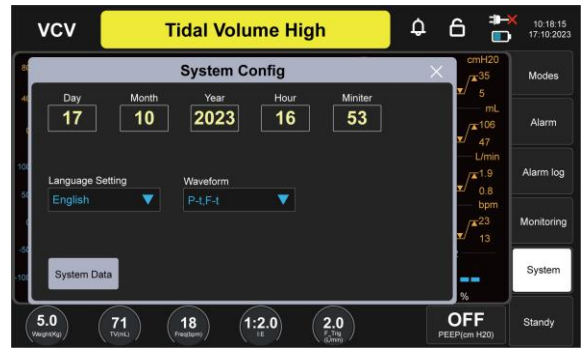 VCV
Tidal Volume High
10:18:15
17:10:2023
System Config
cmH20
35
5
Modes
Day
Month
Year
Hour
Miniter
17
10
2023
16
53
mL
106
47
Alarm
L/min
1.9
0.8
Alarm log
Language Setting
Waveform
English
P-t,F-t
bpm
23
13
Monitoring
System Data
System
--
%
5.0
Weight(Kg)
71
TV(mL)
18
Freq(bpm)
1:2.0
I:E
2.0
F_Trig
(L/min)
OFF
PEEP(cm H20)
Standy